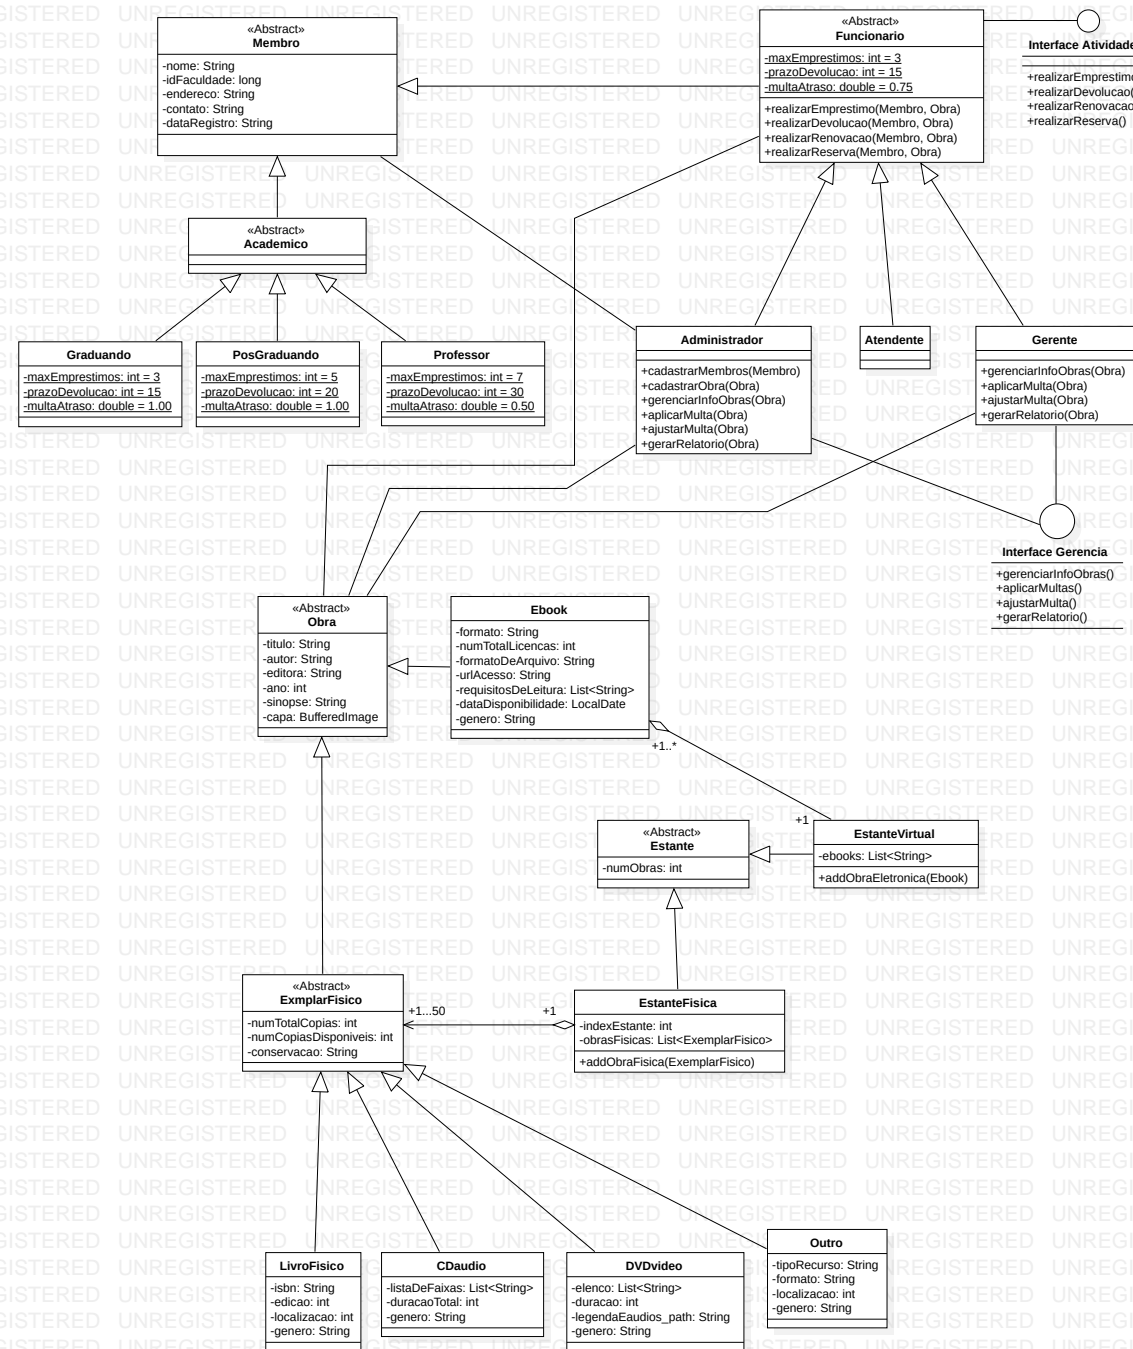 «Abstract»
Membro
-nome: String
-idFaculdade: long
-endereco: String
-contato: String
-dataRegistro: String
«Abstract»
Funcionario
-maxEmprestimos: int = 3
-prazoDevolucao: int = 15
-multaAtraso: double = 0.75
+realizarEmprestimo(Membro, Obra)
+realizarDevolucao(Membro, Obra)
+realizarRenovacao(Membro, Obra)
+realizarReserva(Membro, Obra)
Interface Atividade
+realizarEmprestimo
+realizarDevolucao(
+realizarRenovacao
+realizarReserva()
«Abstract»
Academico
Graduando
-maxEmprestimos: int = 3
-prazoDevolucao: int = 15
-multaAtraso: double = 1.00
PosGraduando
-maxEmprestimos: int = 5
-prazoDevolucao: int = 20
-multaAtraso: double = 1.00
Professor
-maxEmprestimos: int = 7
-prazoDevolucao: int = 30
-multaAtraso: double = 0.50
Administrador
+cadastrarMembros(Membro)
+cadastrarObra(Obra)
+gerenciarInfoObras(Obra)
+aplicarMulta(Obra)
+ajustarMulta(Obra)
+gerarRelatorio(Obra)
Atendente
Gerente
+gerenciarInfoObras(Obra)
+aplicarMulta(Obra)
+ajustarMulta(Obra)
+gerarRelatorio(Obra)
Interface Gerencia
+gerenciarInfoObras()
+aplicarMultas()
+ajustarMulta()
+gerarRelatorio()
«Abstract»
Obra
-titulo: String
-autor: String
-editora: String
-ano: int
-sinopse: String
-capa: BufferedImage
Ebook
-formato: String
-numTotalLicencas: int
-formatoDeArquivo: String
-urlAcesso: String
-requisitosDeLeitura: List<String>
-dataDisponibilidade: LocalDate
-genero: String
+1..*
+1
«Abstract»
Estante
-numObras: int
EstanteVirtual
-ebooks: List<String>
+addObraEletronica(Ebook)
«Abstract»
ExmplarFisico
-numTotalCopias: int
-numCopiasDisponiveis: int
-conservacao: String
+1...50
+1
EstanteFisica
-indexEstante: int
-obrasFisicas: List<ExemplarFisico>
+addObraFisica(ExemplarFisico)
LivroFisico
-isbn: String
-edicao: int
-localizacao: int
-genero: String
CDaudio
-listaDeFaixas: List<String>
-duracaoTotal: int
-genero: String
DVDvideo
-elenco: List<String>
-duracao: int
-legendaEaudios_path: String
-genero: String
Outro
-tipoRecurso: String
-formato: String
-localizacao: int
-genero: String
UNREGISTERED